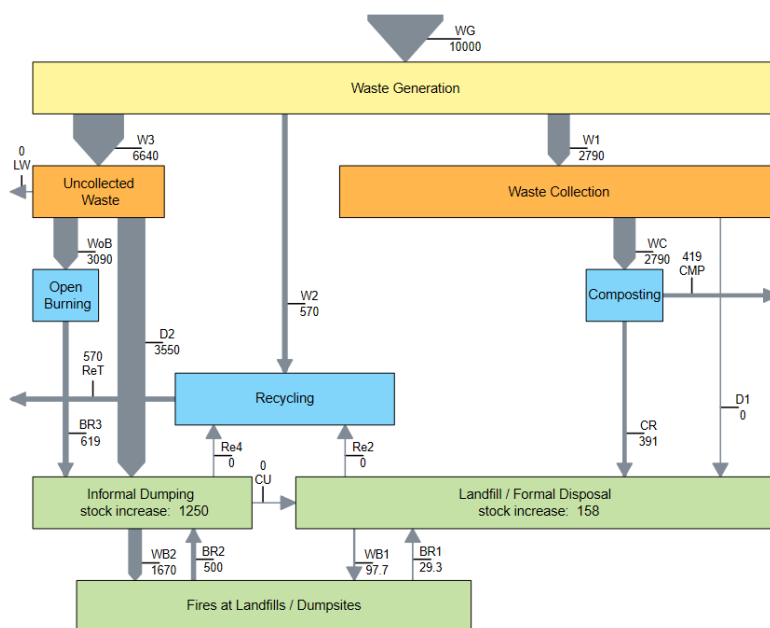 WG
10000
Waste Generation
W3
6640
W1
2790
0
LW
Uncollected
Waste
Waste Collection
WoB
3090
WC
2790
419
CMP
Open
Burning
Composting
W2
570
D2
3550
570
ReT
Recycling
D1
0
BR3
619
CR
391
Re4
0
Re2
0
0
CU
Informal Dumping
stock increase: 1250
Landfill / Formal Disposal
stock increase: 158
WB2
1670
BR2
500
WB1
97.7
BR1
29.3
Fires at Landfills / Dumpsites